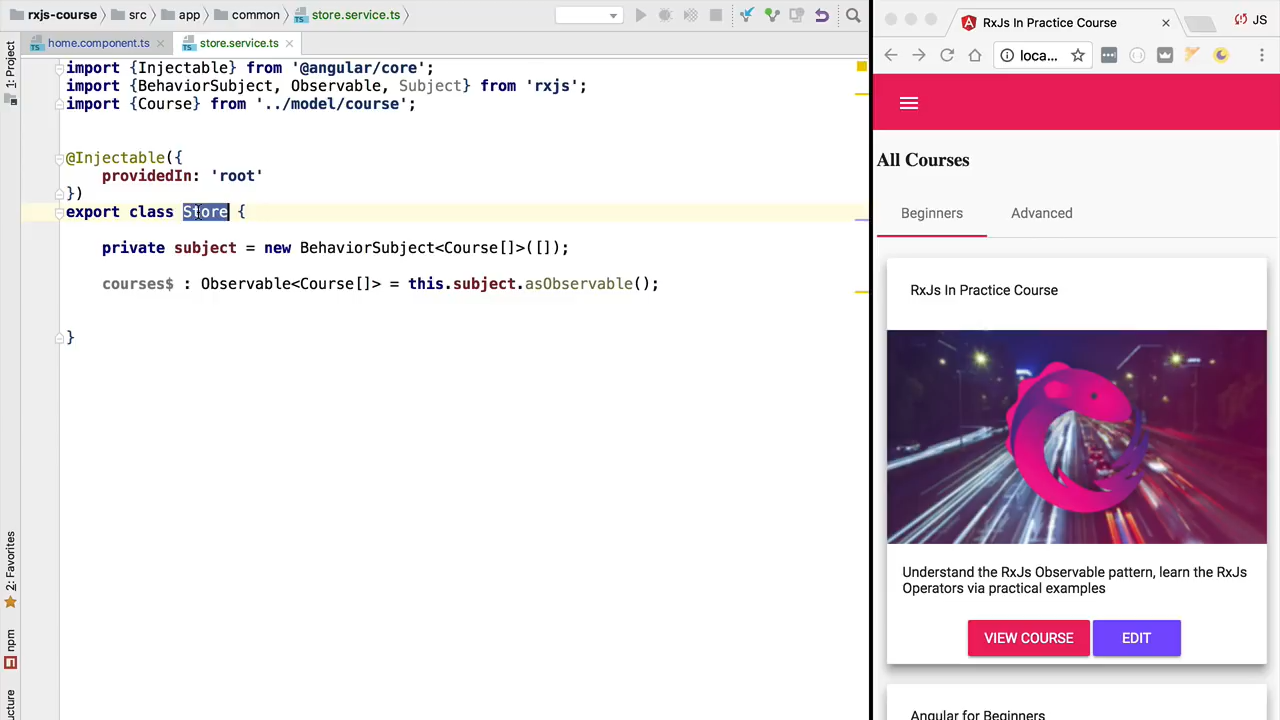 rxjs-course src app common store.service.ts
RxJs In Practice Course JS
home.component.ts store.service.ts
loca...
1: Project
import {Injectable} from '@angular/core';
import {BehaviorSubject, Observable, Subject} from 'rxjs';
import {Course} from '../model/course';
@Injectable({
providedIn: 'root'
})
export class Store {
private subject = new BehaviorSubject<Course[]>([]);
courses$ : Observable<Course[]> = this.subject.asObservable();
}
2: Favorites
npm
ucture
All Courses
Beginners Advanced
RxJs In Practice Course
Understand the RxJs Observable pattern, learn the RxJs
Operators via practical examples
VIEW COURSE EDIT
Angular for Beginners